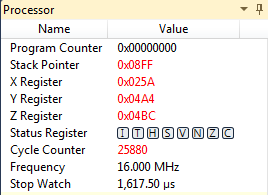 Processor
Name Value
Program Counter 0x00000000
Stack Pointer 0x08FF
X Register 0x025A
Y Register 0x04A4
Z Register 0x04BC
Status Register I T H S V N Z C
Cycle Counter 25880
Frequency 16.000 MHz
Stop Watch 1,617.50 µs